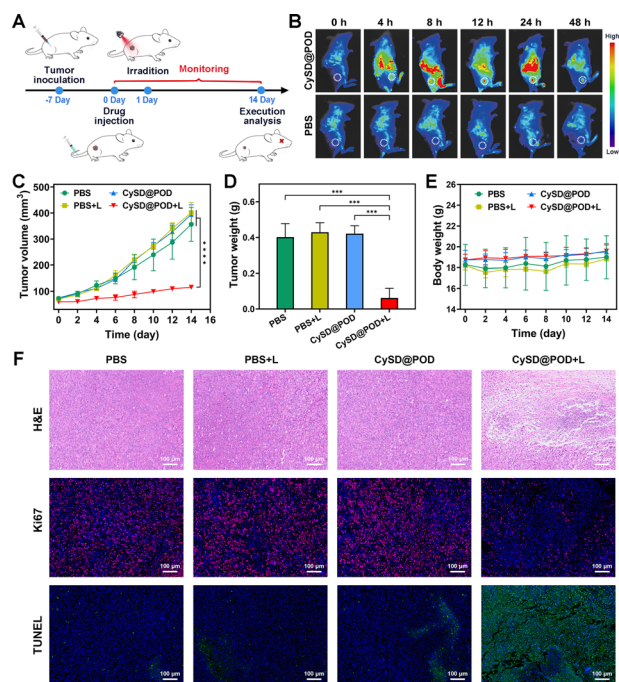 A
Tumor
inoculation
-7 Day
Irradition
Monitoring
0 Day
1 Day
14 Day
Drug
injection
Execution
analysis
B
0 h 4 h 8 h 12 h 24 h 48 h
CySD@POD
PBS
High
Low
C
Tumor volume (mm³)
400
300
200
100
PBS
CySD@POD
PBS+L
CySD@POD+L
****
0 2 4 6 8 10 12 14 16
Time (day)
D
Tumor weight (g)
0.6
0.4
0.2
0.0
***
***
***
PBS
PBS+L
CySD@POD
CySD@POD+L
E
Body weight (g)
26
24
22
20
18
16
14
12
PBS
CySD@POD
PBS+L
CySD@POD+L
0 2 4 6 8 10 12 14
Time (day)
F
PBS PBS+L CySD@POD CySD@POD+L
H&E
100 μm 100 μm 100 μm 100 μm
Ki67
100 μm 100 μm 100 μm 100 μm
TUNEL
100 μm 100 μm 100 μm 100 μm